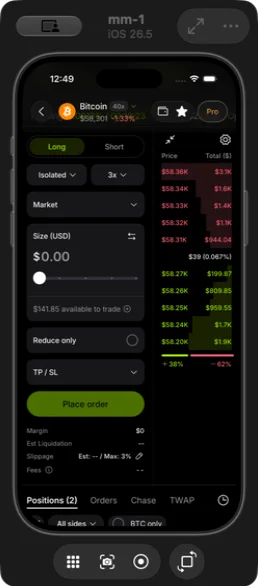 mm-1
iOS 26.5
12:49
Bitcoin 40x
$58,301 -1.33%
Pro
Long Short
Isolated 3x
Market
Size (USD)
$0.00
$141.85 available to trade
Reduce only
TP / SL
Place order
Margin $0
Est Liquidation --
Slippage Est: -- / Max: 3%
Fees --
Price Total ($)
$58.36K $3.1K
$58.34K $1.6K
$58.33K $1.4K
$58.32K $1.1K
$58.31K $944.04
$39 (0.067%)
$58.27K $199.87
$58.26K $809.85
$58.25K $958.55
$58.24K $1.7K
$58.20K $1.9K
+ 38% − 62%
Positions (2) Orders Chase TWAP
All sides BTC only